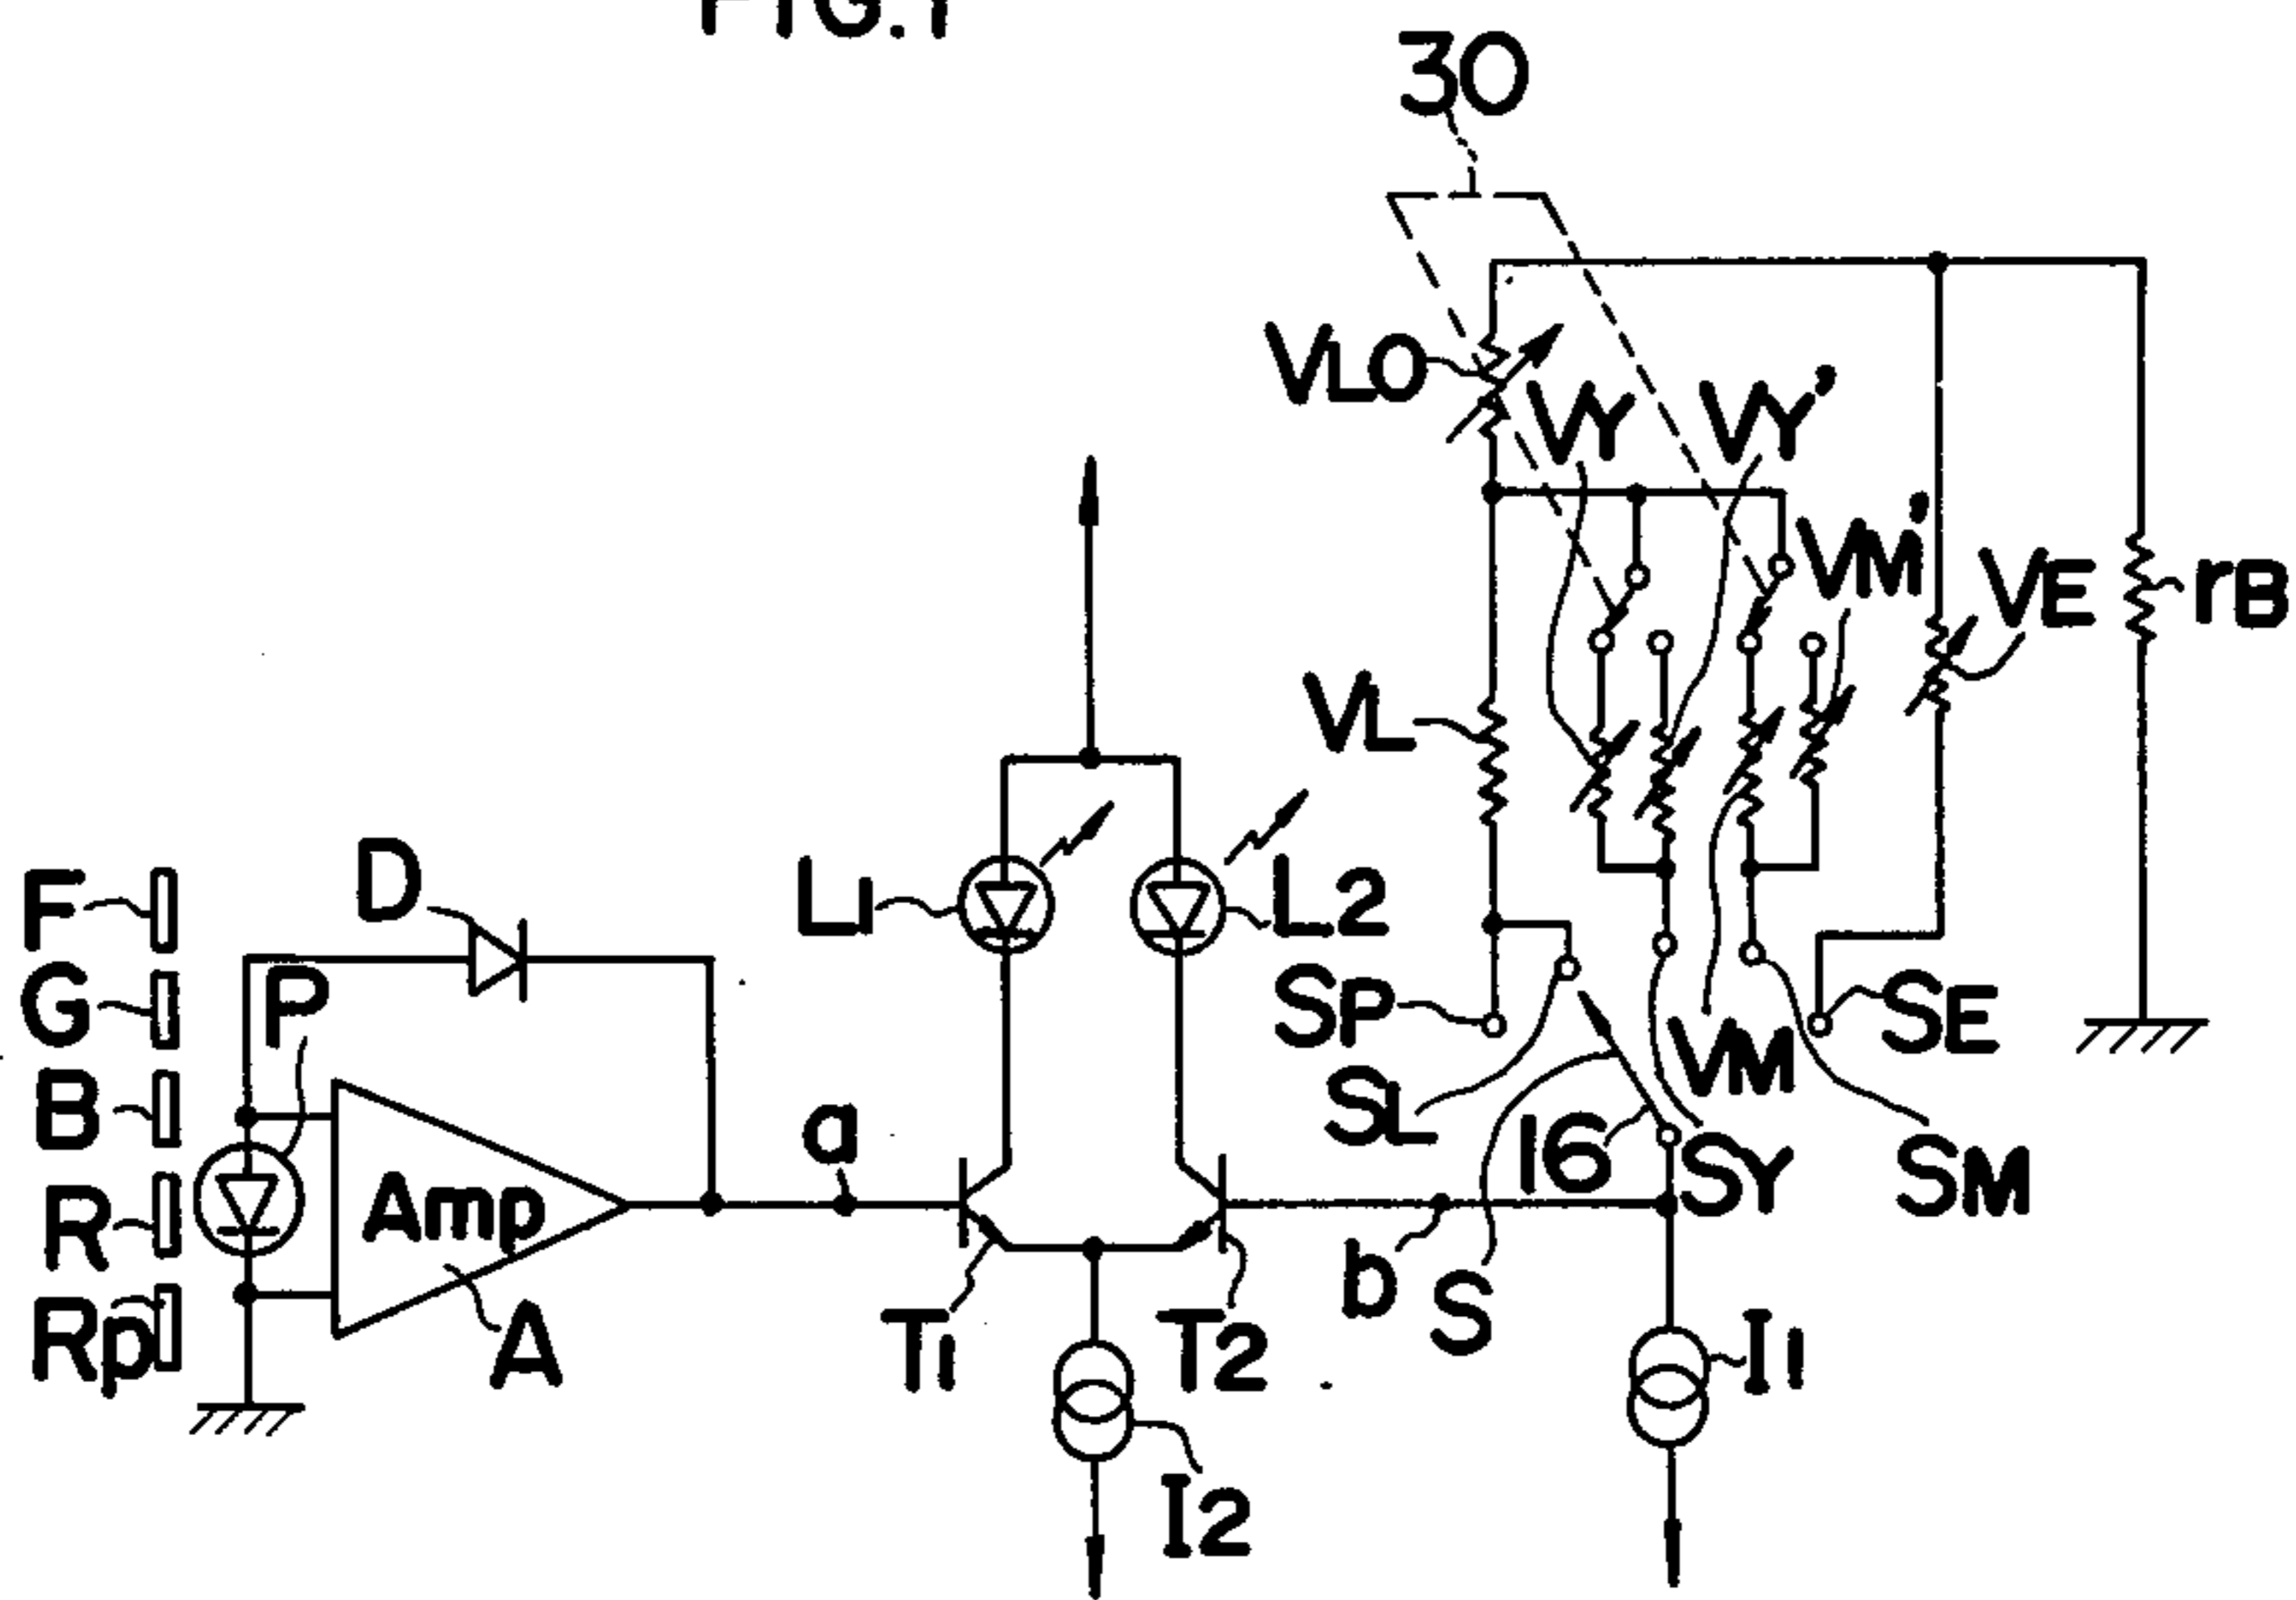 FIG.1
30
VLO
VY
VY'
VM'
VE
rB
VL
D
L1
L2
F
G
P
B
R
Rp
Amp
A
a
T1
T2
b
S
SP
SL
16
VM
SY
SE
SM
I1
I2